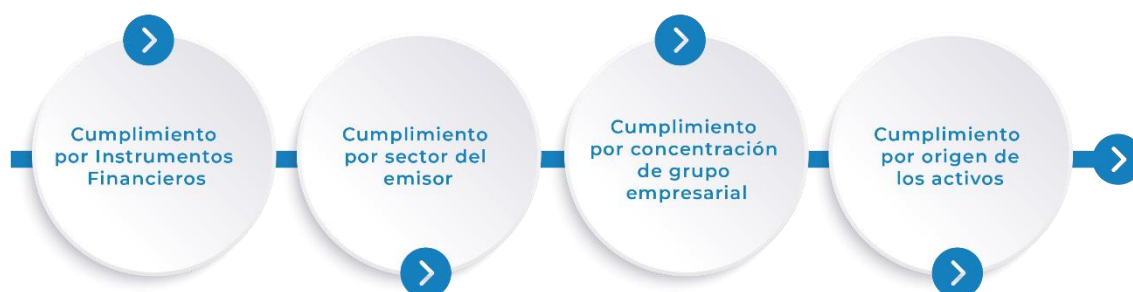 Cumplimiento
por Instrumentos
Financieros
Cumplimiento
por sector del
emisor
Cumplimiento
por concentración
de grupo
empresarial
Cumplimiento
por origen de
los activos